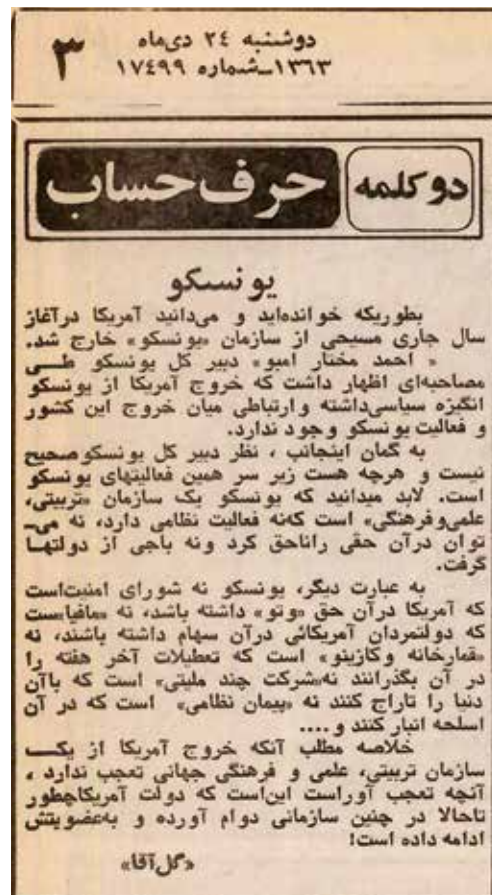 دوشنبه ۲۴ دی‌ماه
۱۳۶۳ــ شماره ۱۷۴۹۹
۳
دو کلمه حرف حساب
یونسکو
بطوریکه خوانده‌اید و می‌دانید آمریکا درآغاز
سال جاری مسیحی از سازمان «یونسکو» خارج شد.
« احمد مختار امبو» دبیر کل یونسکو طــی
مصاحبه‌ای اظهار داشت که خروج آمریکا از یونسکو
انگیزه سیاسی‌داشته و ارتباطی میان خروج این کشور
و فعالیت یونسکو وجود ندارد.
به گمان اینجانب ، نظر دبیر کل یونسکو صحیح
نیست و هرچه هست زیر سر همین فعالیتهای یونسکو
است. لابد میدانید که یونسکو یک سازمان «تربیتی،
علمی‌وفرهنگی» است که‌نه فعالیت نظامی دارد، نه می‌ـ
توان درآن حقی راناحق کرد ونه باجی از دولتهــا
گرفت.
به عبارت دیگر، یونسکو نه شورای امنیت‌است
که آمریکا درآن حق «وتو» داشته باشد، نه «مافیا»ست
که دولتمردان آمریکائی درآن سهام داشته باشند، نه
«قمارخانه وکازینو» است که تعطیلات آخر هفته را
در آن بگذرانند نه«شرکت چند ملیتی» است که باآن
دنیا را تاراج کنند نه «پیمان نظامی» است که در آن
اسلحه انبار کنند و....
خلاصه مطلب آنکه خروج آمریکا از یکــ
سازمان تربیتی، علمی و فرهنگی جهانی تعجب ندارد ،
آنچه تعجب آوراست این‌است که دولت آمریکاچطور
تاحالا در چنین سازمانی دوام آورده و به‌عضویتش
ادامه داده است!
«گل‌آقا»